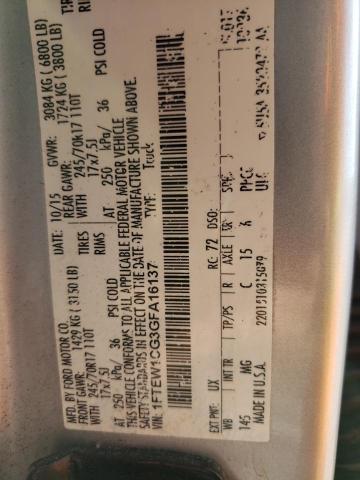 MFD. BY FORD MOTOR CO.
DATE: 10/15 GVWR: 3084 KG ( 6800 LB)
FRONT GAWR: 1429 KG ( 3150 LB) REAR GAWR: 1724 KG ( 3800 LB)
245/70R17 110T TIRES 245/70R17 110T
17x7.5J RIMS 17x7.5J
AT 250 kPa/ 36 PSI COLD AT 250 kPa/ 36 PSI COLD
THIS VEHICLE CONFORMS TO ALL APPLICABLE FEDERAL MOTOR VEHICLE
SAFETY STANDARDS IN EFFECT ON THE DATE OF MANUFACTURE SHOWN ABOVE.
VIN: 1FTEW1CG3GFA16137
TYPE: Truck
EXT PNT: UX RC: 72 DSO:
WB INT TR TP/PS R AXLE TR
145 MG C 15
MADE IN U.S.A. 2201510315079